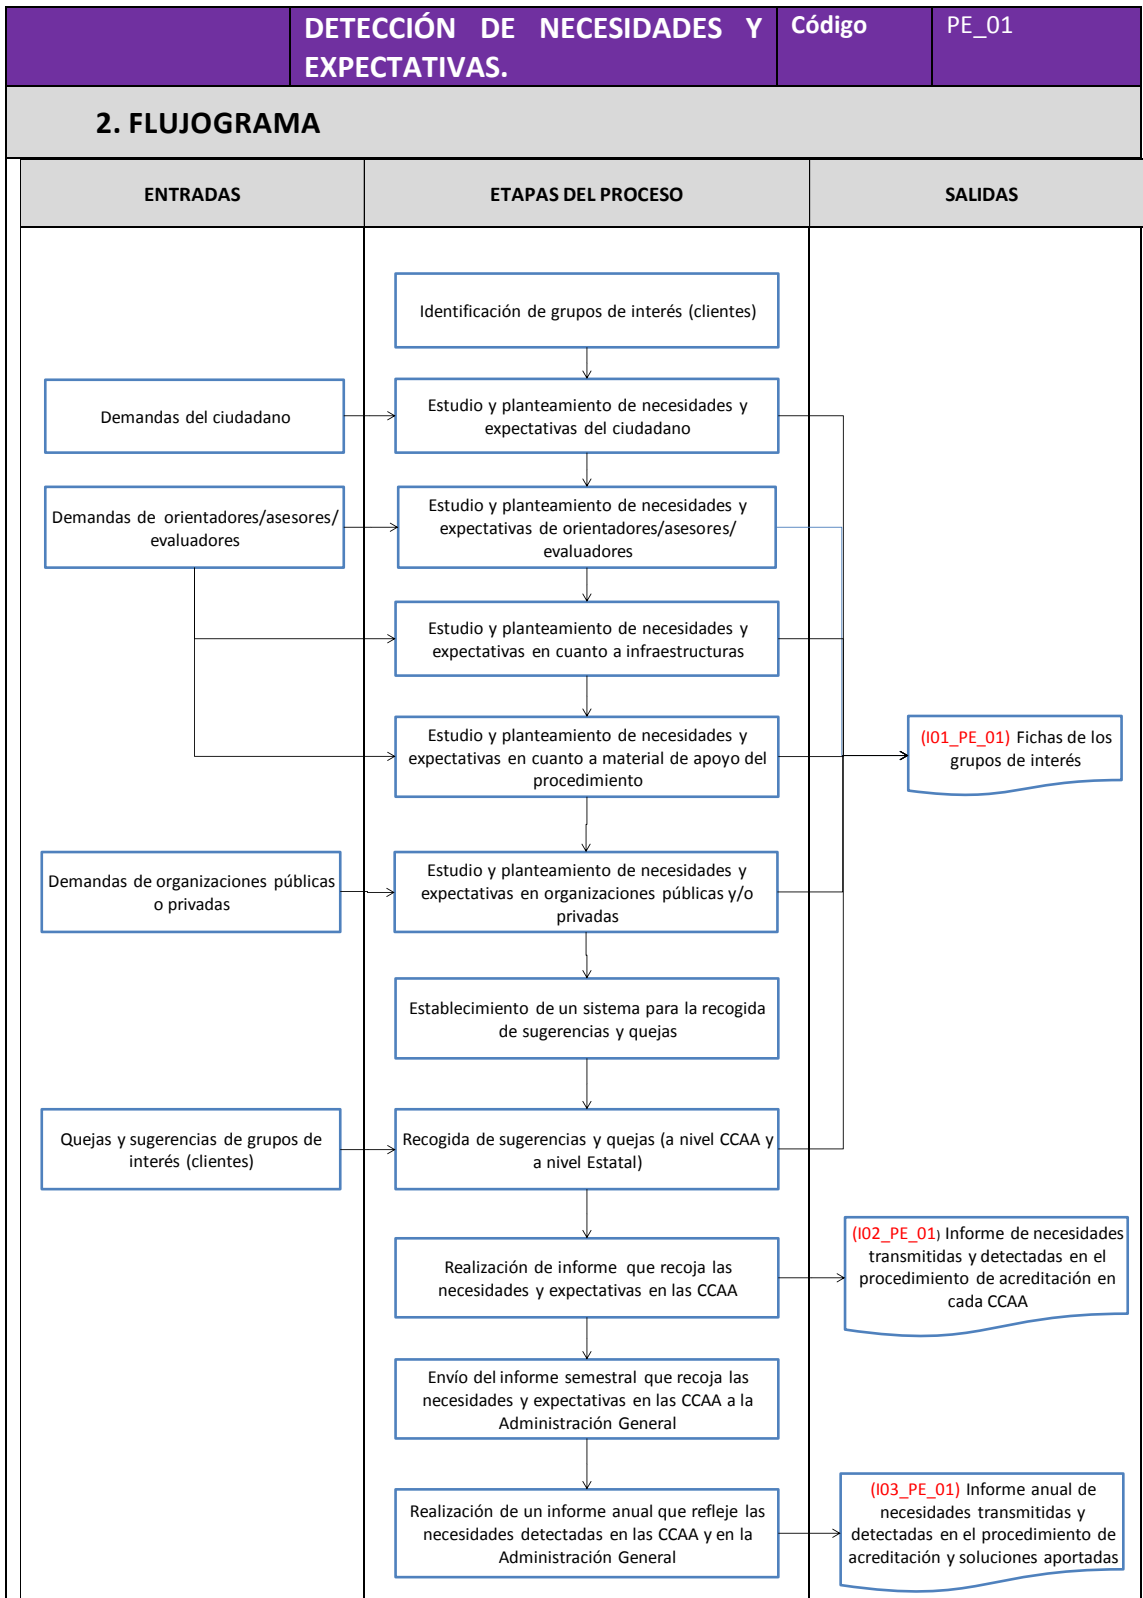 DETECCIÓN DE NECESIDADES Y
EXPECTATIVAS.
Código
PE_01
2. FLUJOGRAMA
ENTRADAS
ETAPAS DEL PROCESO
SALIDAS
Identificación de grupos de interés (clientes)
Demandas del ciudadano
Estudio y planteamiento de necesidades y
expectativas del ciudadano
Demandas de orientadores/asesores/
evaluadores
Estudio y planteamiento de necesidades y
expectativas de orientadores/asesores/
evaluadores
Estudio y planteamiento de necesidades y
expectativas en cuanto a infraestructuras
Estudio y planteamiento de necesidades y
expectativas en cuanto a material de apoyo del
procedimiento
(I01_PE_01) Fichas de los
grupos de interés
Demandas de organizaciones públicas
o privadas
Estudio y planteamiento de necesidades y
expectativas en organizaciones públicas y/o
privadas
Establecimiento de un sistema para la recogida
de sugerencias y quejas
Quejas y sugerencias de grupos de
interés (clientes)
Recogida de sugerencias y quejas (a nivel CCAA y
a nivel Estatal)
Realización de informe que recoja las
necesidades y expectativas en las CCAA
(I02_PE_01) Informe de necesidades
transmitidas y detectadas en el
procedimiento de acreditación en
cada CCAA
Envío del informe semestral que recoja las
necesidades y expectativas en las CCAA a la
Administración General
Realización de un informe anual que refleje las
necesidades detectadas en las CCAA y en la
Administración General
(I03_PE_01) Informe anual de
necesidades transmitidas y
detectadas en el procedimiento de
acreditación y soluciones aportadas